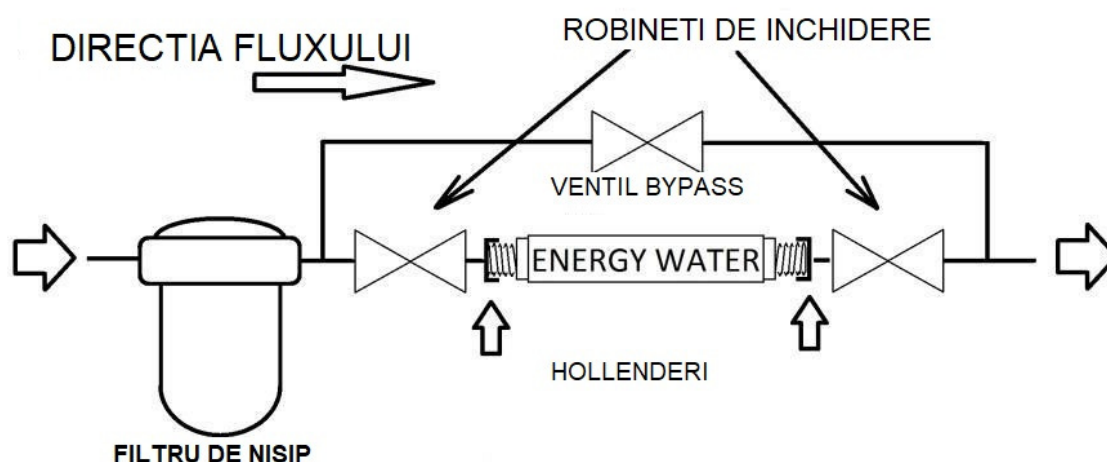 DIRECTIA FLUXULUI
ROBINETI DE INCHIDERE
VENTIL BYPASS
ENERGY WATER
HOLLENDERI
FILTRU DE NISIP